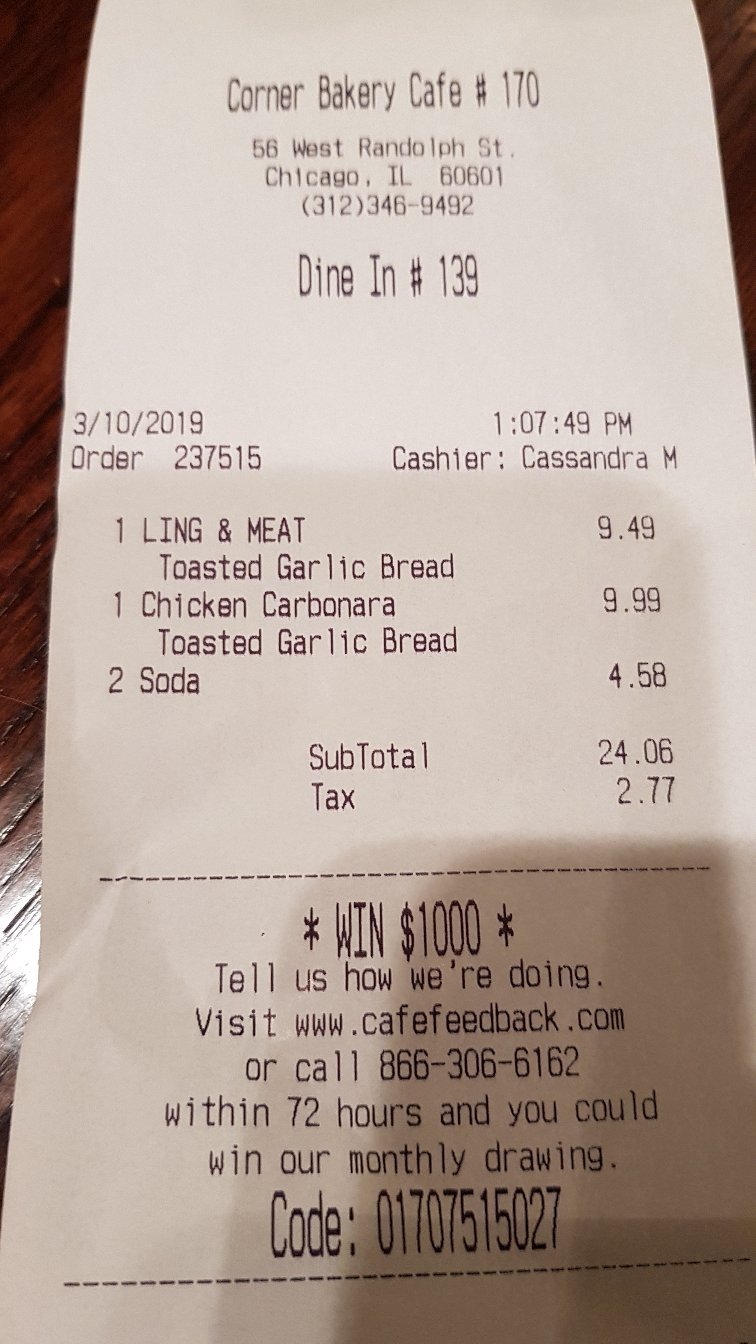 Corner Bakery Cafe # 170
56 West Randolph St.
Chicago, IL 60601
(312)346-9492
Dine In # 139
3/10/2019 1:07:49 PM
Order 237515 Cashier: Cassandra M
1 LING & MEAT 9.49
Toasted Garlic Bread
1 Chicken Carbonara 9.99
Toasted Garlic Bread
2 Soda 4.58
SubTotal 24.06
Tax 2.77
* WIN $1000 *
Tell us how we're doing.
Visit www.cafefeedback.com
or call 866-306-6162
within 72 hours and you could
win our monthly drawing.
Code: 01707515027